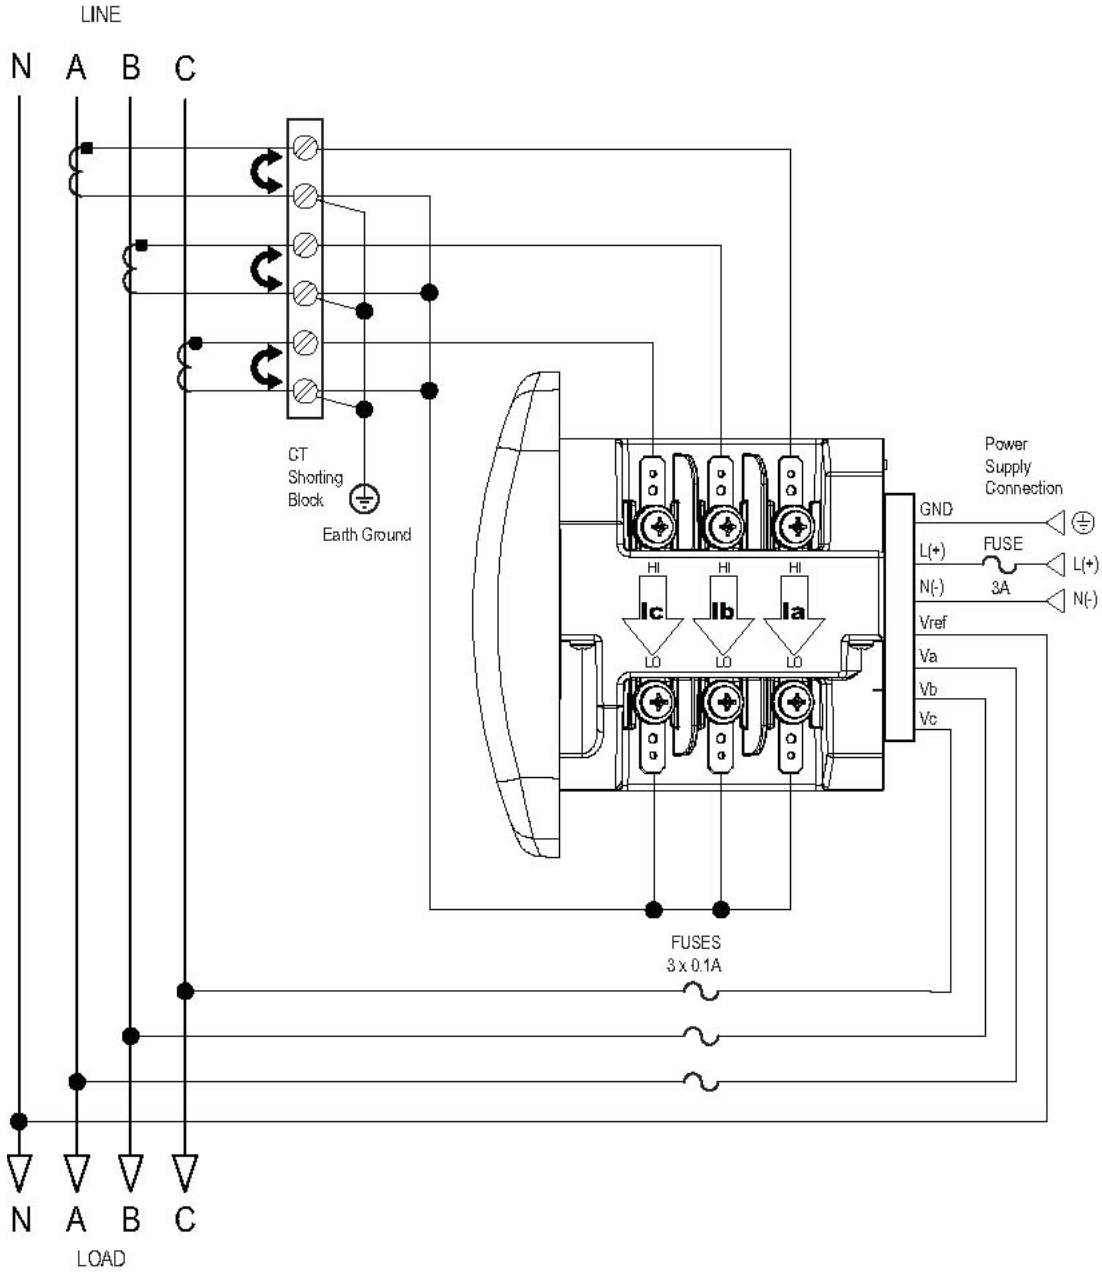 LINE
N A B C
CT
Shorting
Block
Earth Ground
Power
Supply
Connection
GND
L(+)
FUSE
L(+)
N(-)
3A
N(-)
Vref
Va
Vb
Vc
HI HI HI
Ic Ib Ia
LO LO LO
FUSES
3 x 0.1A
N A B C
LOAD